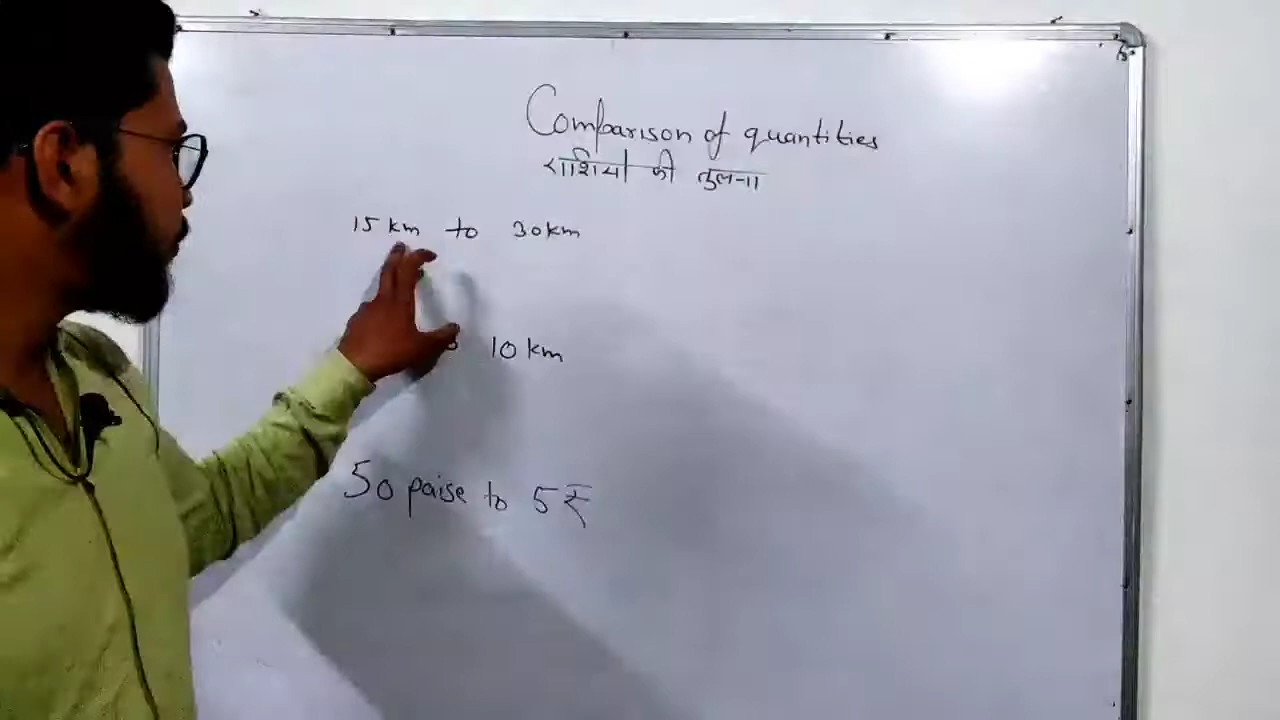 Comparison of quantities
राशियों की तुलना
15 km to 30 km
10 km
50 paise to 5 ₹